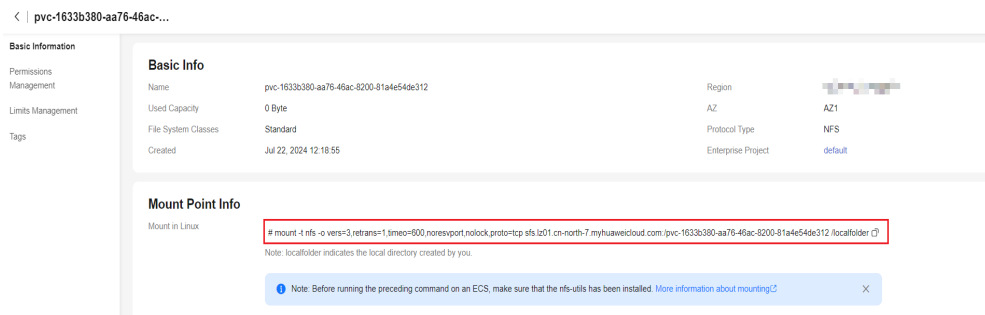 pvc-1633b380-aa76-46ac-...
Basic Information
Permissions
Management
Limits Management
Tags
Basic Info
Name pvc-1633b380-aa76-46ac-8200-81a4e54de312 Region
Used Capacity 0 Byte AZ AZ1
File System Classes Standard Protocol Type NFS
Created Jul 22, 2024 12:18:55 Enterprise Project default
Mount Point Info
Mount in Linux # mount -t nfs -o vers=3,retrans=1,timeo=600,noresvport,nolock,proto=tcp sfs.lz01.cn-north-7.myhuaweicloud.com:/pvc-1633b380-aa76-46ac-8200-81a4e54de312 /localfolder
Note: localfolder indicates the local directory created by you.
Note: Before running the preceding command on an ECS, make sure that the nfs-utils has been installed. More information about mounting